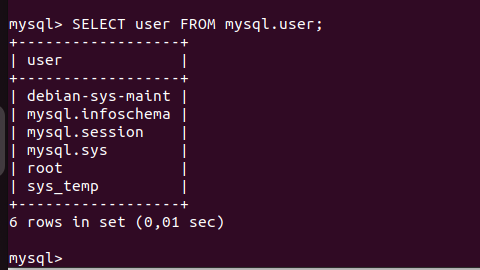 mysql> SELECT user FROM mysql.user;
+------------------+
| user             |
+------------------+
| debian-sys-maint |
| mysql.infoschema |
| mysql.session    |
| mysql.sys        |
| root             |
| sys_temp         |
+------------------+
6 rows in set (0,01 sec)
mysql>